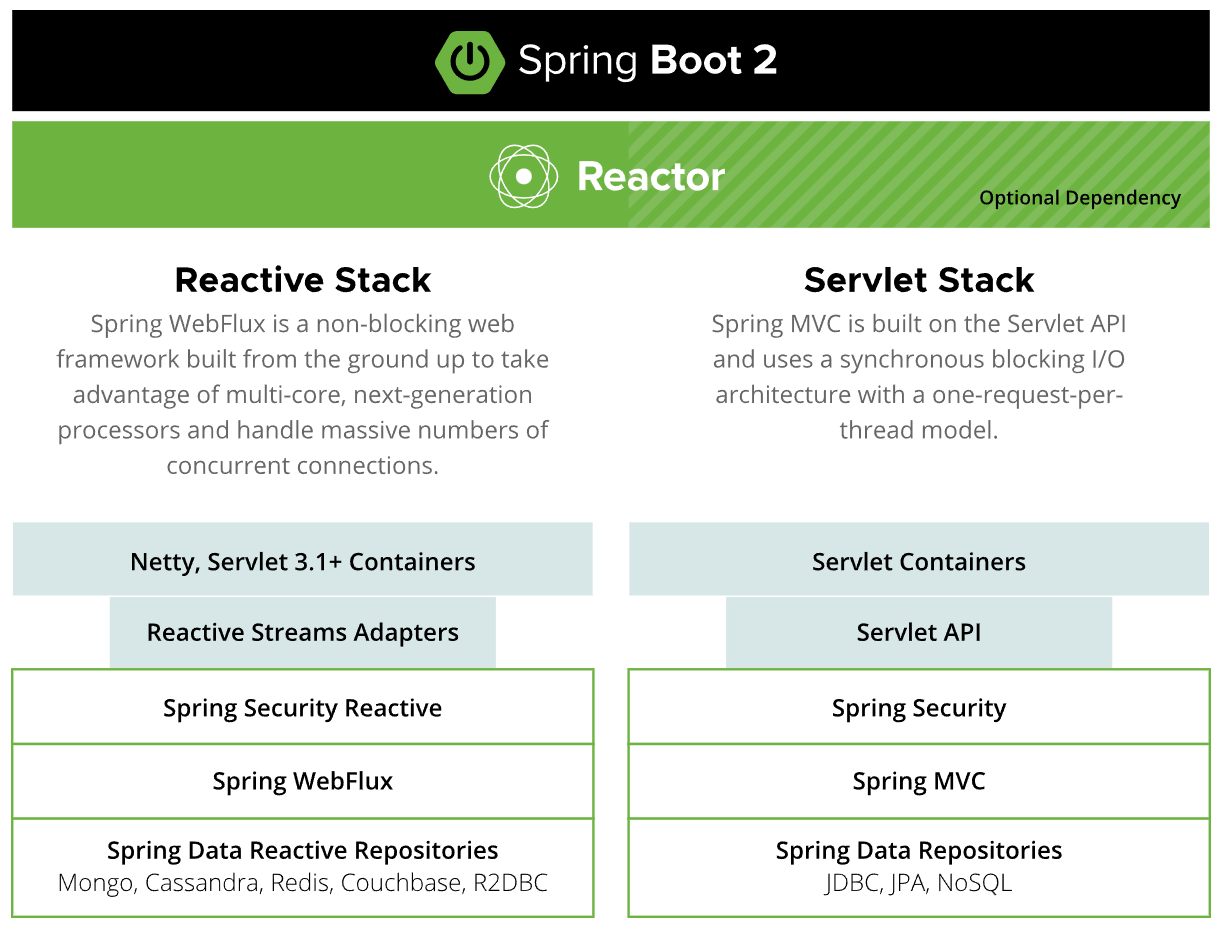 Spring Boot 2
Reactor
Optional Dependency
Reactive Stack
Spring WebFlux is a non-blocking web
framework built from the ground up to take
advantage of multi-core, next-generation
processors and handle massive numbers of
concurrent connections.
Netty, Servlet 3.1+ Containers
Reactive Streams Adapters
Spring Security Reactive
Spring WebFlux
Spring Data Reactive Repositories
Mongo, Cassandra, Redis, Couchbase, R2DBC
Servlet Stack
Spring MVC is built on the Servlet API
and uses a synchronous blocking I/O
architecture with a one-request-per-
thread model.
Servlet Containers
Servlet API
Spring Security
Spring MVC
Spring Data Repositories
JDBC, JPA, NoSQL